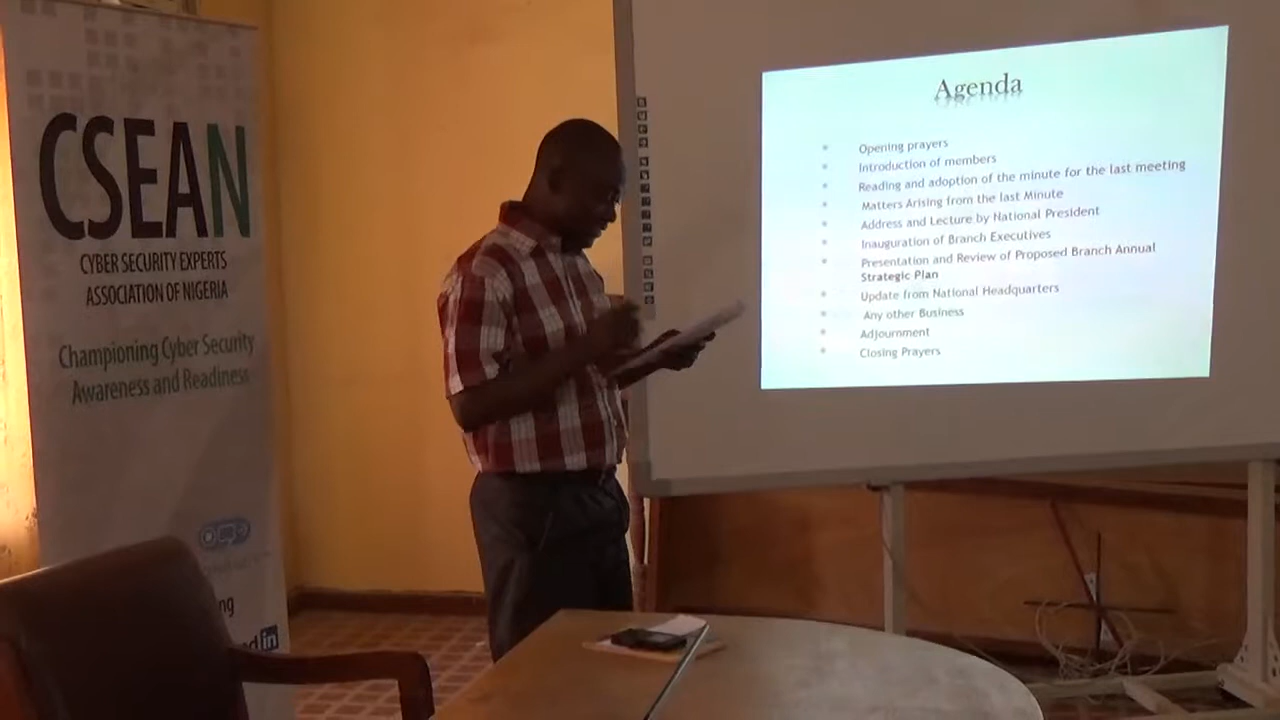 CSEAN
CYBER SECURITY EXPERTS
ASSOCIATION OF NIGERIA
Championing Cyber Security
Awareness and Readiness
ng
in
Agenda
Opening prayers
Introduction of members
Reading and adoption of the minute for the last meeting
Matters Arising from the last Minute
Address and Lecture by National President
Inauguration of Branch Executives
Presentation and Review of Proposed Branch Annual
Strategic Plan
Update from National Headquarters
Any other Business
Adjournment
Closing Prayers